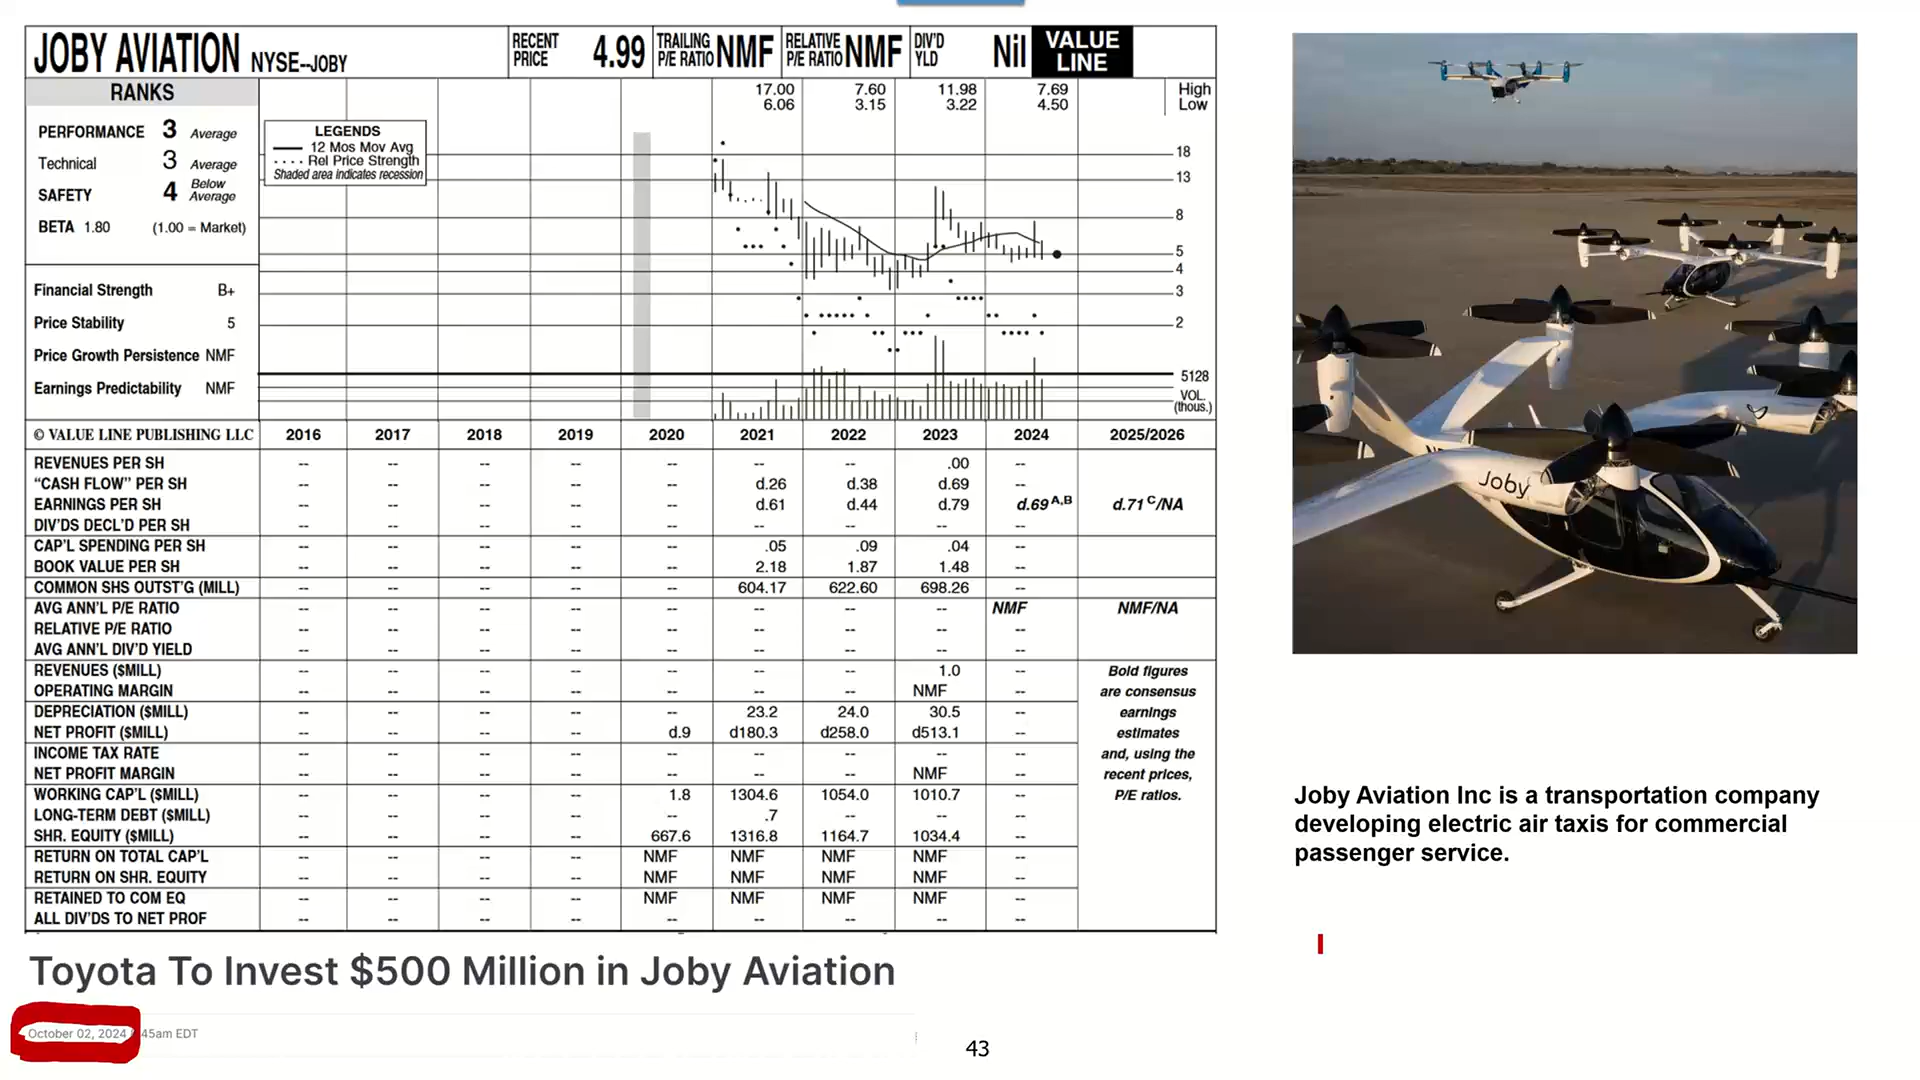 JOBY AVIATION NYSE--JOBY RECENT PRICE 4.99 TRAILING P/E RATIO NMF RELATIVE P/E RATIO NMF DIV'D YLD Nil VALUE LINE
RANKS
PERFORMANCE 3 Average
Technical 3 Average
SAFETY 4 Below Average
BETA 1.80 (1.00 = Market)
Financial Strength B+
Price Stability 5
Price Growth Persistence NMF
Earnings Predictability NMF
17.00 7.60 11.98 7.69 High
6.06 3.15 3.22 4.50 Low
LEGENDS
12 Mos Mov Avg
Rel Price Strength
Shaded area indicates recession
18
13
8
5
4
3
2
5128
VOL.
(thous.)
© VALUE LINE PUBLISHING LLC 2016 2017 2018 2019 2020 2021 2022 2023 2024 2025/2026
REVENUES PER SH -- -- -- -- -- -- -- .00 --
“CASH FLOW” PER SH -- -- -- -- -- d.26 d.38 d.69 --
EARNINGS PER SH -- -- -- -- -- d.61 d.44 d.79 d.69 A,B d.71 C/NA
DIV'DS DECL'D PER SH -- -- -- -- -- -- -- -- --
CAP'L SPENDING PER SH -- -- -- -- -- .05 .09 .04 --
BOOK VALUE PER SH -- -- -- -- -- 2.18 1.87 1.48 --
COMMON SHS OUTST'G (MILL) -- -- -- -- -- 604.17 622.60 698.26 --
AVG ANN'L P/E RATIO -- -- -- -- -- -- -- -- NMF NMF/NA
RELATIVE P/E RATIO -- -- -- -- -- -- -- -- --
AVG ANN'L DIV'D YIELD -- -- -- -- -- -- -- -- --
REVENUES ($MILL) -- -- -- -- -- -- -- 1.0 -- Bold figures
OPERATING MARGIN -- -- -- -- -- -- -- NMF -- are consensus
DEPRECIATION ($MILL) -- -- -- -- -- 23.2 24.0 30.5 -- earnings
NET PROFIT ($MILL) -- -- -- -- d.9 d180.3 d258.0 d513.1 -- estimates
INCOME TAX RATE -- -- -- -- -- -- -- -- -- and, using the
NET PROFIT MARGIN -- -- -- -- -- -- -- NMF -- recent prices,
WORKING CAP'L ($MILL) -- -- -- -- 1.8 1304.6 1054.0 1010.7 -- P/E ratios.
LONG-TERM DEBT ($MILL) -- -- -- -- -- .7 -- -- --
SHR. EQUITY ($MILL) -- -- -- -- 667.6 1316.8 1164.7 1034.4 --
RETURN ON TOTAL CAP'L -- -- -- -- NMF NMF NMF NMF --
RETURN ON SHR. EQUITY -- -- -- -- NMF NMF NMF NMF --
RETAINED TO COM EQ -- -- -- -- NMF NMF NMF NMF --
ALL DIV'DS TO NET PROF -- -- -- -- -- -- -- -- --
Joby
Joby Aviation Inc is a transportation company
developing electric air taxis for commercial
passenger service.
Toyota To Invest $500 Million in Joby Aviation
October 02, 2024 45am EDT
43